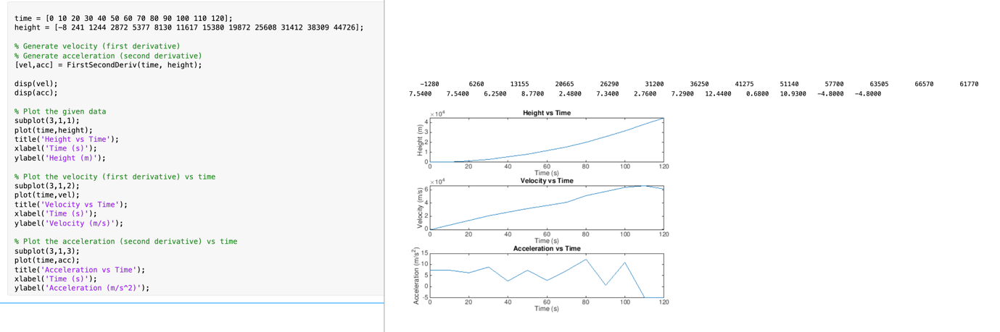 time = [0 10 20 30 40 50 60 70 80 90 100 110 120];
height = [-8 241 1244 2872 5377 8130 11617 15380 19872 25608 31412 38309 44726];
% Generate velocity (first derivative)
% Generate acceleration (second derivative)
[vel,acc] = FirstSecondDeriv(time, height);
disp(vel);
disp(acc);
% Plot the given data
subplot(3,1,1);
plot(time,height);
title('Height vs Time');
xlabel('Time (s)');
ylabel('Height (m)');
% Plot the velocity (first derivative) vs time
subplot(3,1,2);
plot(time,vel);
title('Velocity vs Time');
xlabel('Time (s)');
ylabel('Velocity (m/s)');
% Plot the acceleration (second derivative) vs time
subplot(3,1,3);
plot(time,acc);
title('Acceleration vs Time');
xlabel('Time (s)');
ylabel('Acceleration (m/s^2)');
-1280 6260 13155 20665 26290 31200 36250 41275 51140 57700 63505 66570 61770
7.5400 7.5400 6.2500 8.7700 2.4800 7.3400 2.7600 7.2900 12.4400 0.6800 10.9300 -4.8000 -4.8000
Height vs Time
×10⁴
Height (m)
4
3
2
1
0
0 20 40 60 80 100 120
Time (s)
Velocity vs Time
×10⁴
Velocity (m/s)
6
4
2
0
0 20 40 60 80 100 120
Time (s)
Acceleration vs Time
Acceleration (m/s²)
15
10
5
0
-5
0 20 40 60 80 100 120
Time (s)